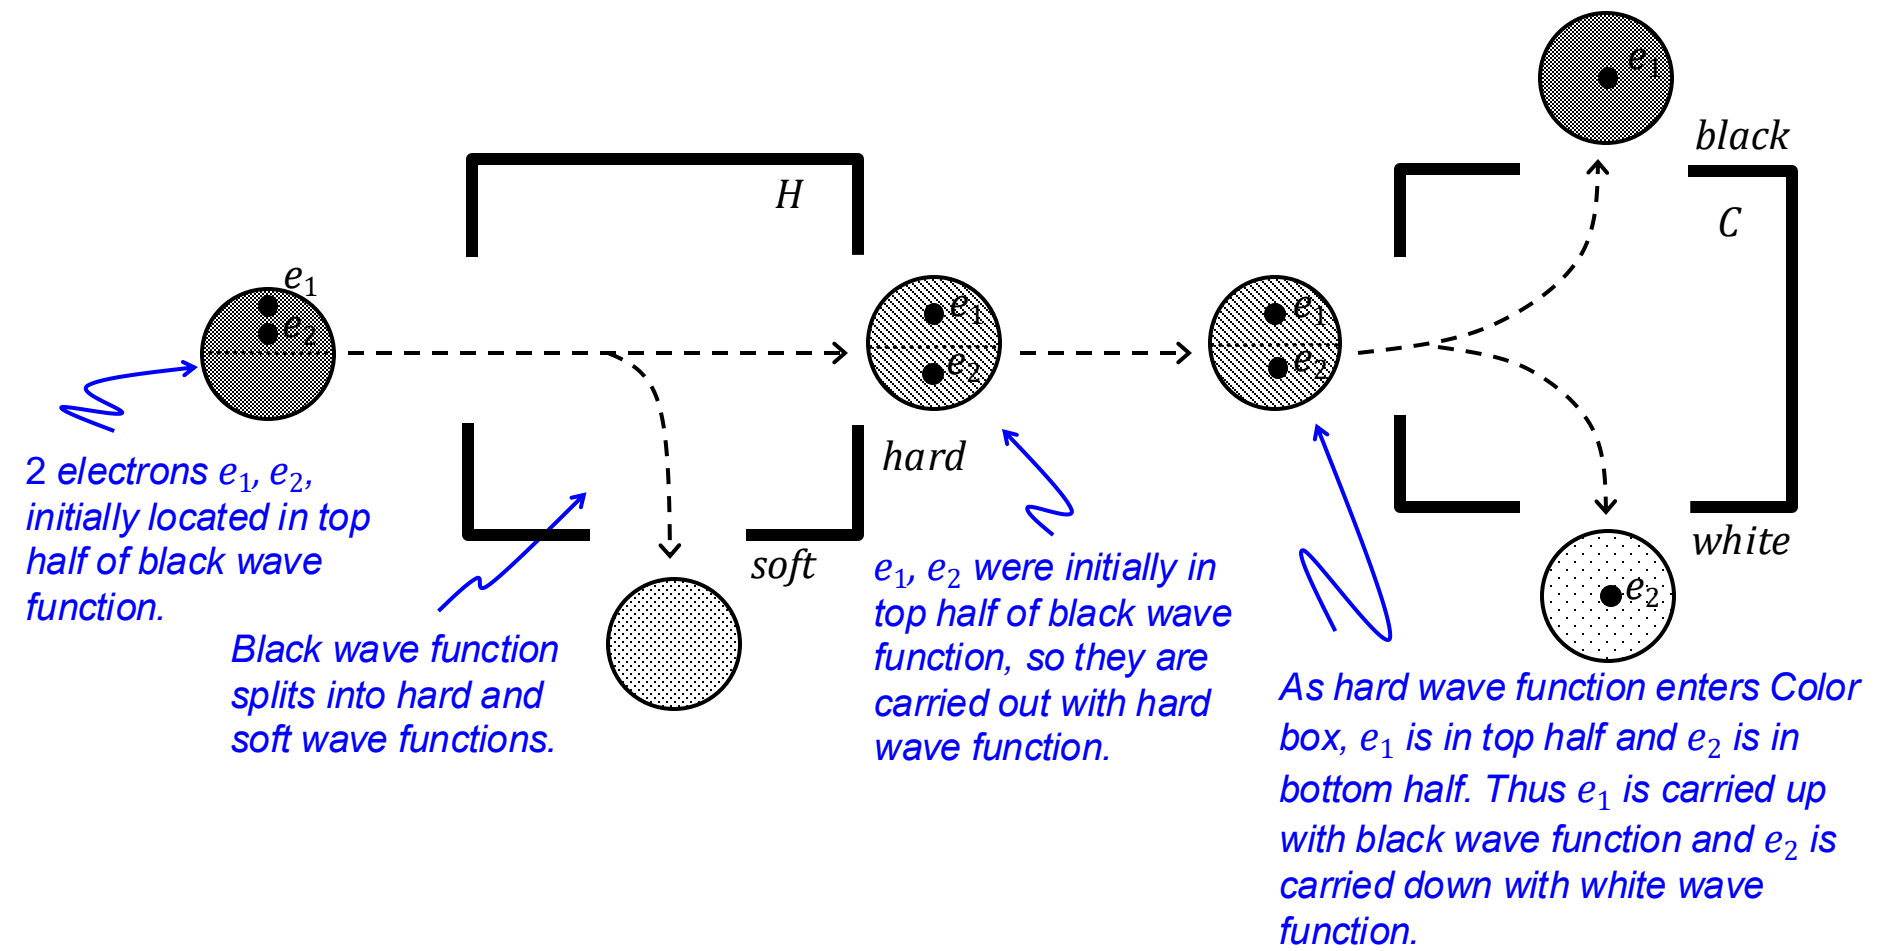 e₁
black
H
C
e₁
e₂
e₁
e₂
e₁
e₂
hard
soft
white
e₂
2 electrons e₁, e₂,
initially located in top
half of black wave
function.
Black wave function
splits into hard and
soft wave functions.
e₁, e₂ were initially in
top half of black wave
function, so they are
carried out with hard
wave function.
As hard wave function enters Color
box, e₁ is in top half and e₂ is in
bottom half. Thus e₁ is carried up
with black wave function and e₂ is
carried down with white wave
function.